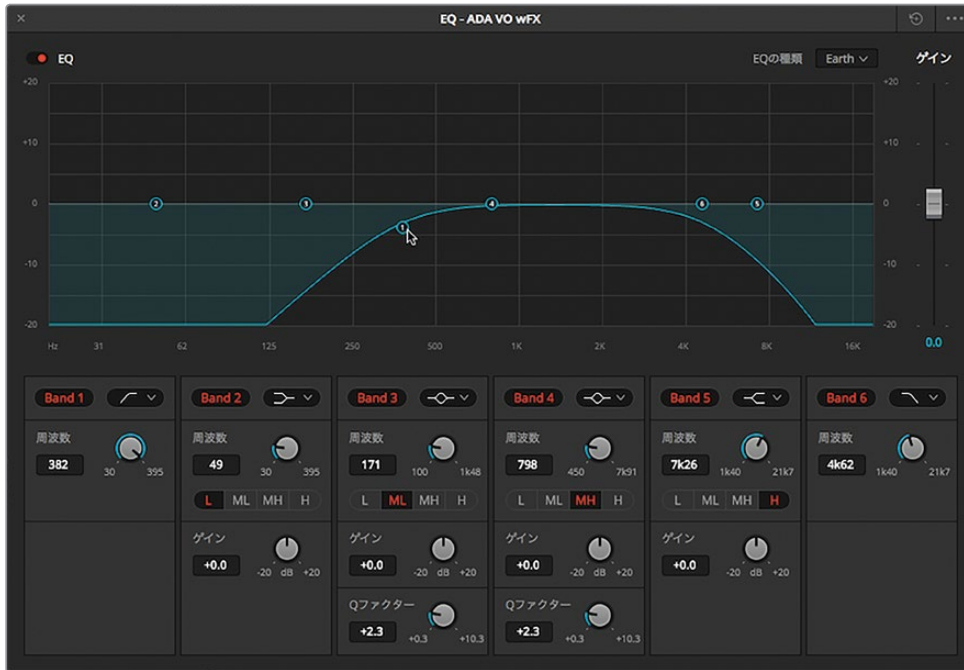 EQ - ADA VO wFX
EQ EQの種類 Earth ゲイン
+20 +20
+10 +10
0 2 3 4 6 5 0
1
-10 -10
-20 -20
Hz 31 62 125 250 500 1K 2K 4K 8K 16K 0.0
Band 1 Band 2 Band 3 Band 4 Band 5 Band 6
周波数 周波数 周波数 周波数 周波数 周波数
382 49 171 798 7k26 4k62
30 395 30 395 100 1k48 450 7k91 1k40 21k7 1k40 21k7
L ML MH H L ML MH H L ML MH H L ML MH H
ゲイン ゲイン ゲイン ゲイン
+0.0 +0.0 +0.0 +0.0
-20 dB +20 -20 dB +20 -20 dB +20 -20 dB +20
Qファクター Qファクター
+2.3 +2.3
+0.3 +10.3 +0.3 +10.3